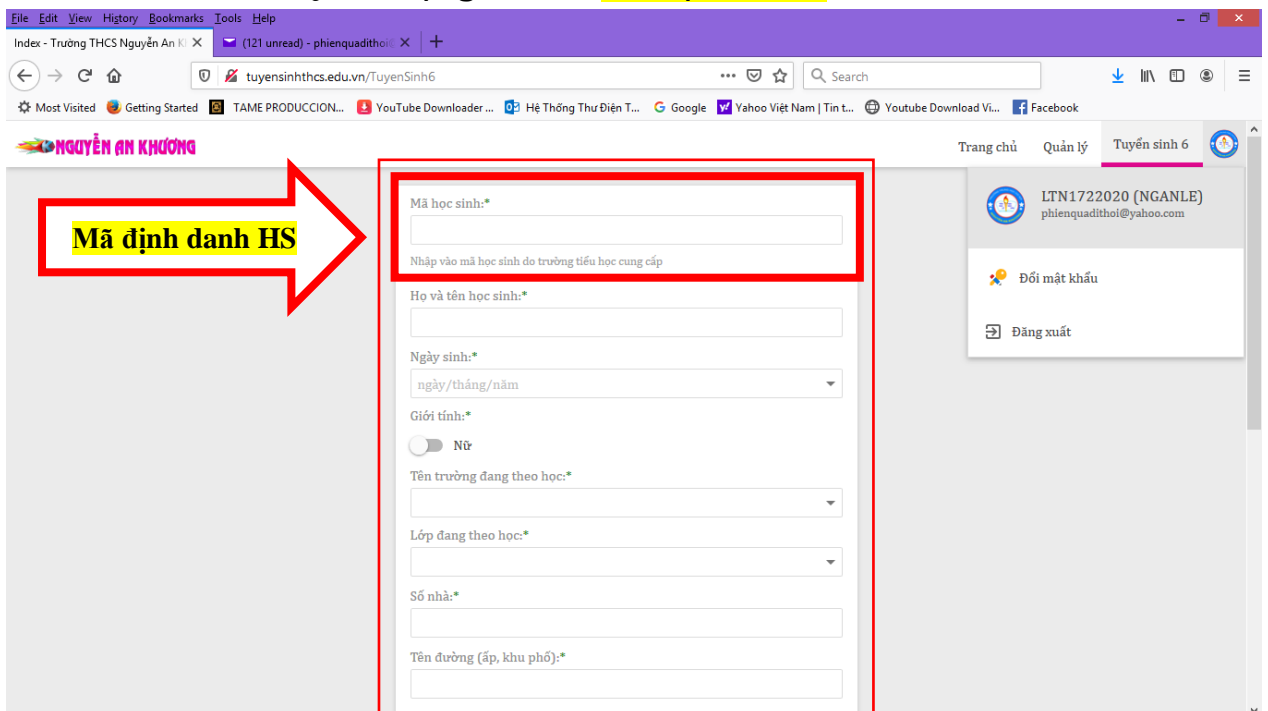 File Edit View History Bookmarks Tools Help
Index - Trường THCS Nguyễn An K
(121 unread) - phienquadithoi
tuyensinhthcs.edu.vn/TuyenSinh6
Search
Most Visited Getting Started TAME PRODUCCION... YouTube Downloader ... Hệ Thống Thư Điện T... Google Yahoo Việt Nam | Tin t... Youtube Download Vi... Facebook
NGUYỄN AN KHƯƠNG
Trang chủ Quản lý Tuyển sinh 6
LTN1722020 (NGANLE)
phienquadithoi@yahoo.com
Đổi mật khẩu
Đăng xuất
Mã định danh HS
Mã học sinh:*
Nhập vào mã học sinh do trường tiểu học cung cấp
Họ và tên học sinh:*
Ngày sinh:*
ngày/tháng/năm
Giới tính:*
Nữ
Tên trường đang theo học:*
Lớp đang theo học:*
Số nhà:*
Tên đường (ấp, khu phố):*